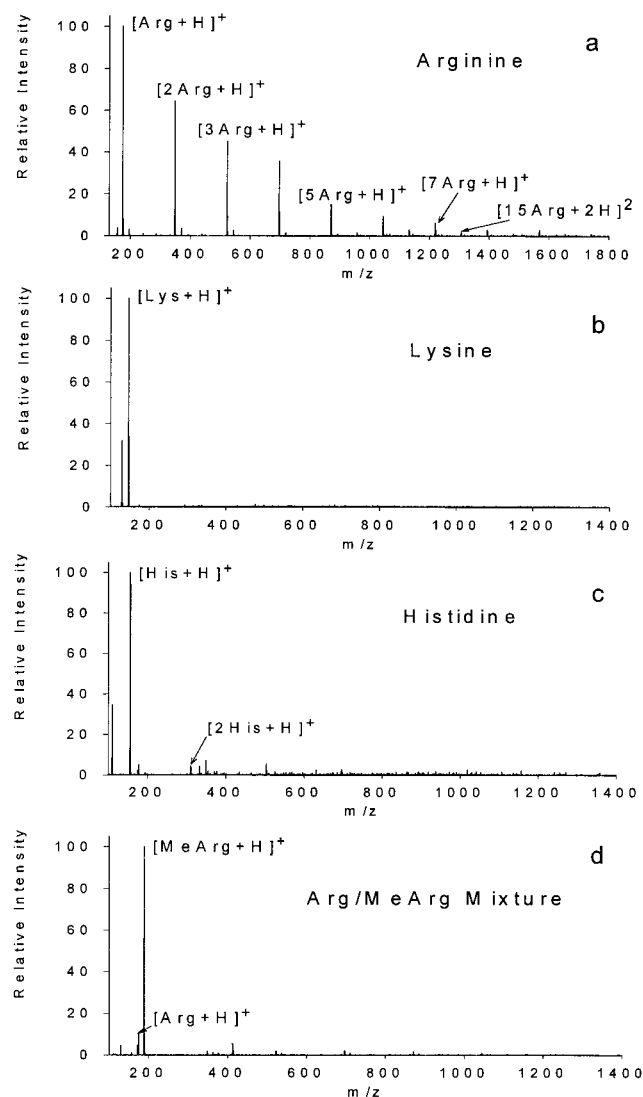 [Arg+H]+
a
Arginine
[2Arg+H]+
[3Arg+H]+
[5Arg+H]+
[7Arg+H]+
[15Arg+2H]2
Relative Intensity
100
80
60
40
20
0
200 400 600 800 1000 1200 1400 1600 1800
m/z
[Lys+H]+
b
Lysine
Relative Intensity
100
80
60
40
20
0
200 400 600 800 1000 1200 1400
m/z
[His+H]+
c
Histidine
[2His+H]+
Relative Intensity
100
80
60
40
20
0
200 400 600 800 1000 1200 1400
m/z
[MeArg+H]+
d
Arg/MeArg Mixture
[Arg+H]+
Relative Intensity
100
80
60
40
20
0
200 400 600 800 1000 1200 1400
m/z